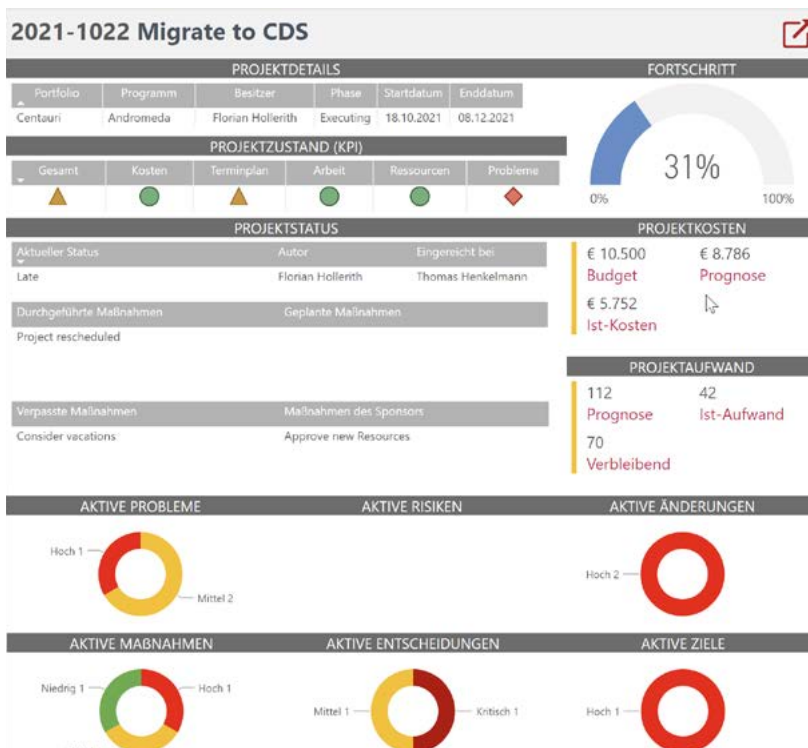 2021-1022 Migrate to CDS
PROJEKTDETAILS
Portfolio Programm Besitzer Phase Startdatum Enddatum
Centauri Andromeda Florian Hollerith Executing 18.10.2021 08.12.2021
FORTSCHRITT
31%
0% 100%
PROJEKTZUSTAND (KPI)
Gesamt Kosten Terminplan Arbeit Ressourcen Probleme
PROJEKTSTATUS
Aktueller Status Autor Eingereicht bei
Late Florian Hollerith Thomas Henkelmann
Durchgeführte Maßnahmen Geplante Maßnahmen
Project rescheduled
Verpasste Maßnahmen Maßnahmen des Sponsors
Consider vacations Approve new Resources
PROJEKTKOSTEN
€ 10.500 € 8.786
Budget Prognose
€ 5.752
Ist-Kosten
PROJEKTAUFWAND
112 42
Prognose Ist-Aufwand
70
Verbleibend
AKTIVE PROBLEME
Hoch 1
Mittel 2
AKTIVE RISIKEN
AKTIVE ÄNDERUNGEN
Hoch 2
AKTIVE MAßNAHMEN
Niedrig 1 Hoch 1
AKTIVE ENTSCHEIDUNGEN
Mittel 1 Kritisch 1
AKTIVE ZIELE
Hoch 1